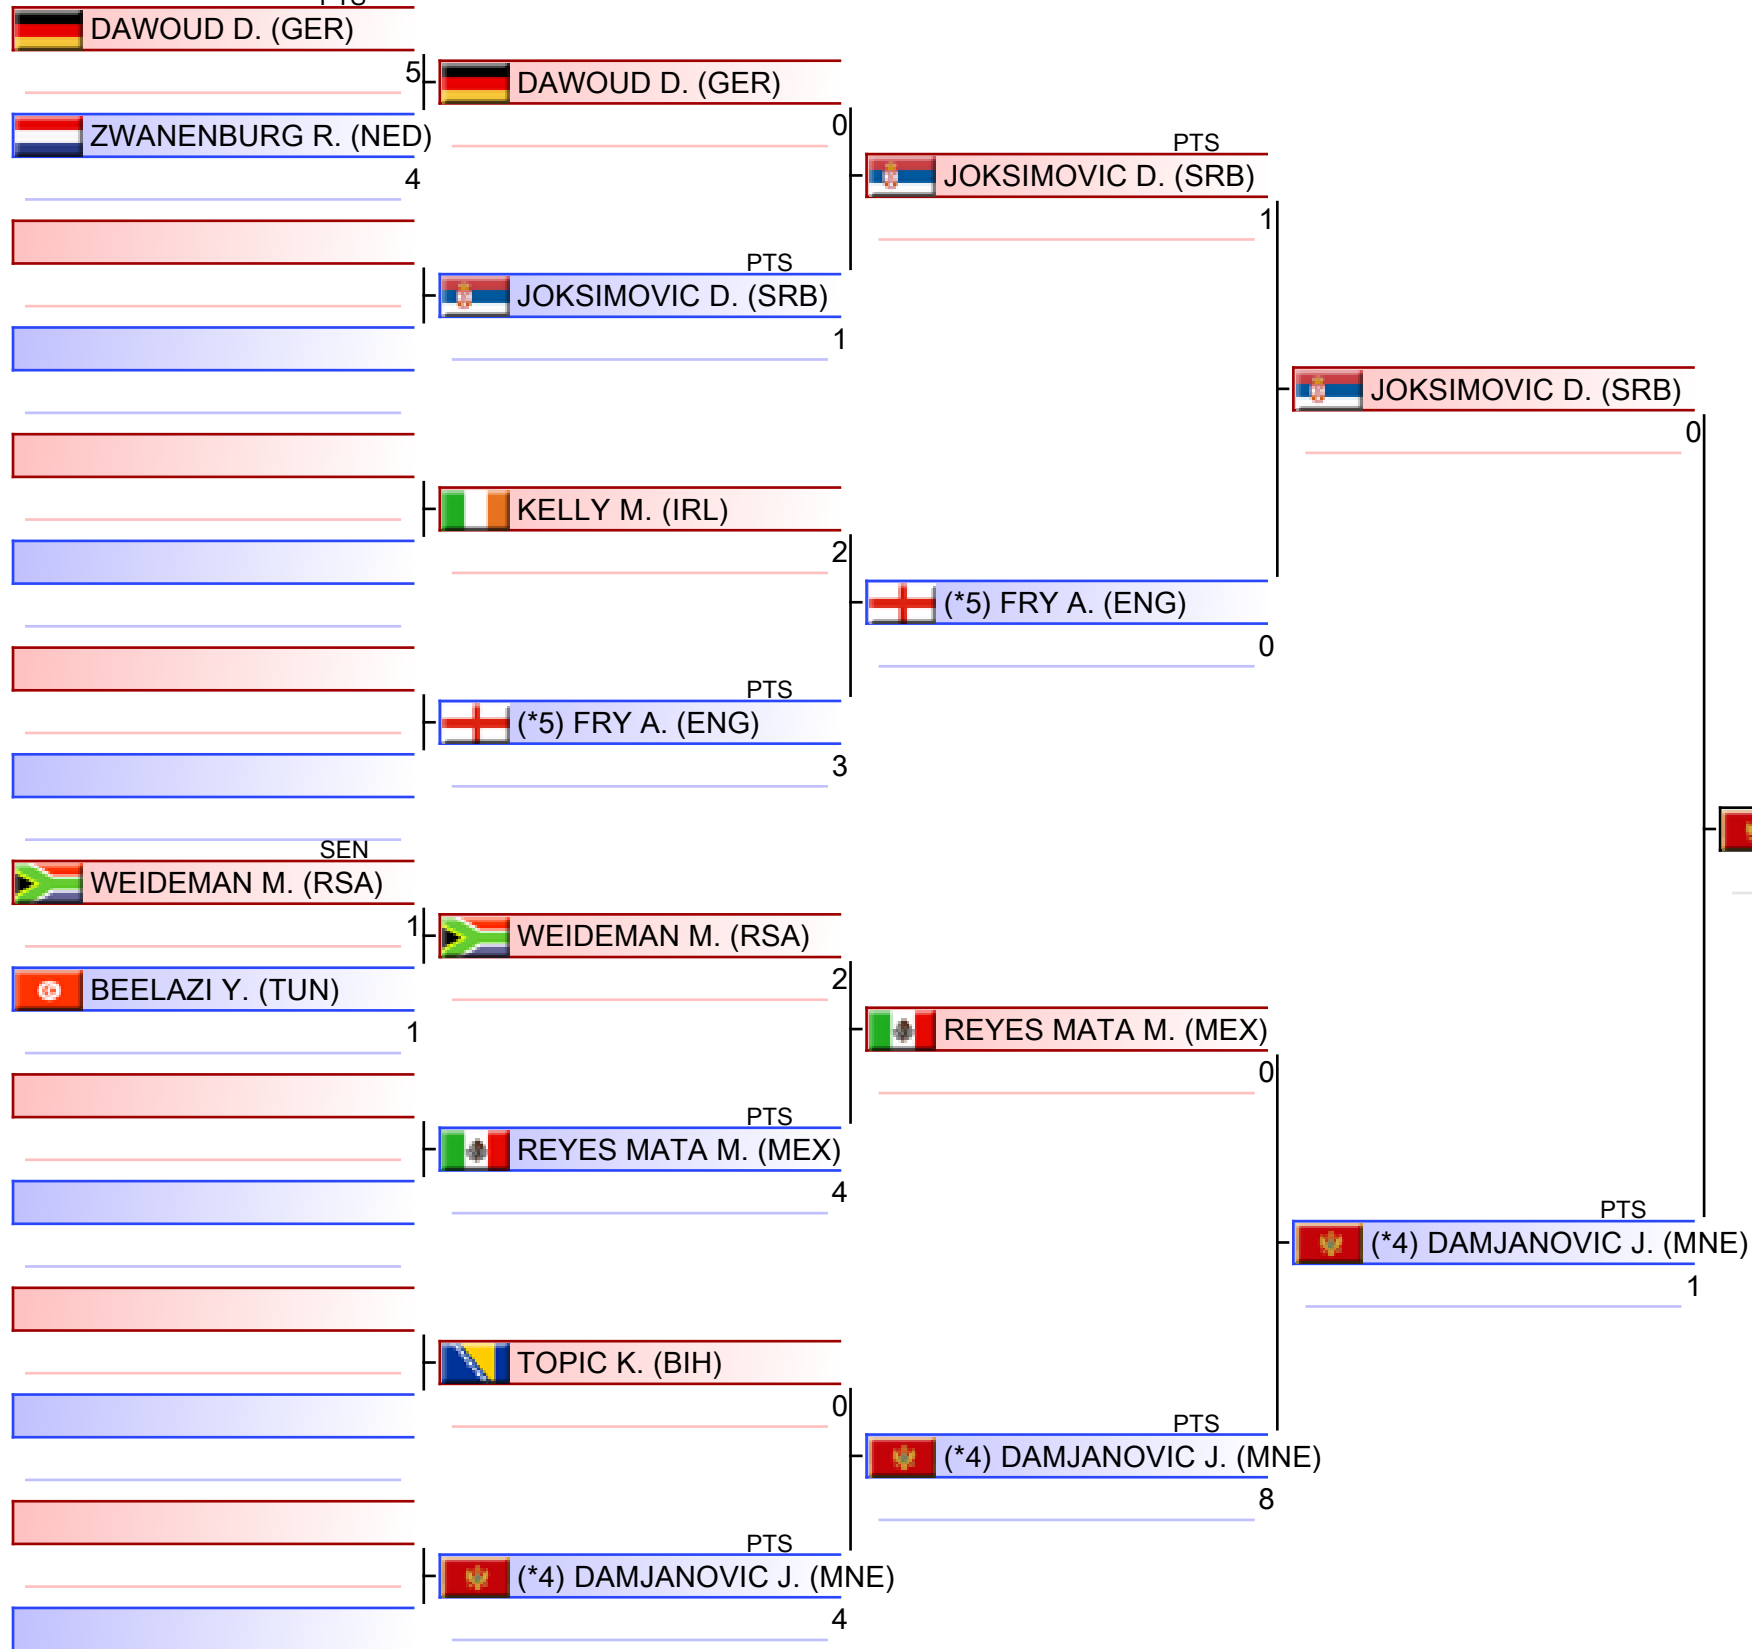 PTS
DAWOUD D. (GER)
5
ZWANENBURG R. (NED)
4
WEIDEMAN M. (RSA)
SEN
1
BEELAZI Y. (TUN)
1
DAWOUD D. (GER)
0
PTS
JOKSIMOVIC D. (SRB)
1
KELLY M. (IRL)
2
PTS
(*5) FRY A. (ENG)
3
WEIDEMAN M. (RSA)
2
PTS
REYES MATA M. (MEX)
4
TOPIC K. (BIH)
0
PTS
(*4) DAMJANOVIC J. (MNE)
4
PTS
JOKSIMOVIC D. (SRB)
1
(*5) FRY A. (ENG)
0
REYES MATA M. (MEX)
0
PTS
(*4) DAMJANOVIC J. (MNE)
8
JOKSIMOVIC D. (SRB)
0
PTS
(*4) DAMJANOVIC J. (MNE)
1